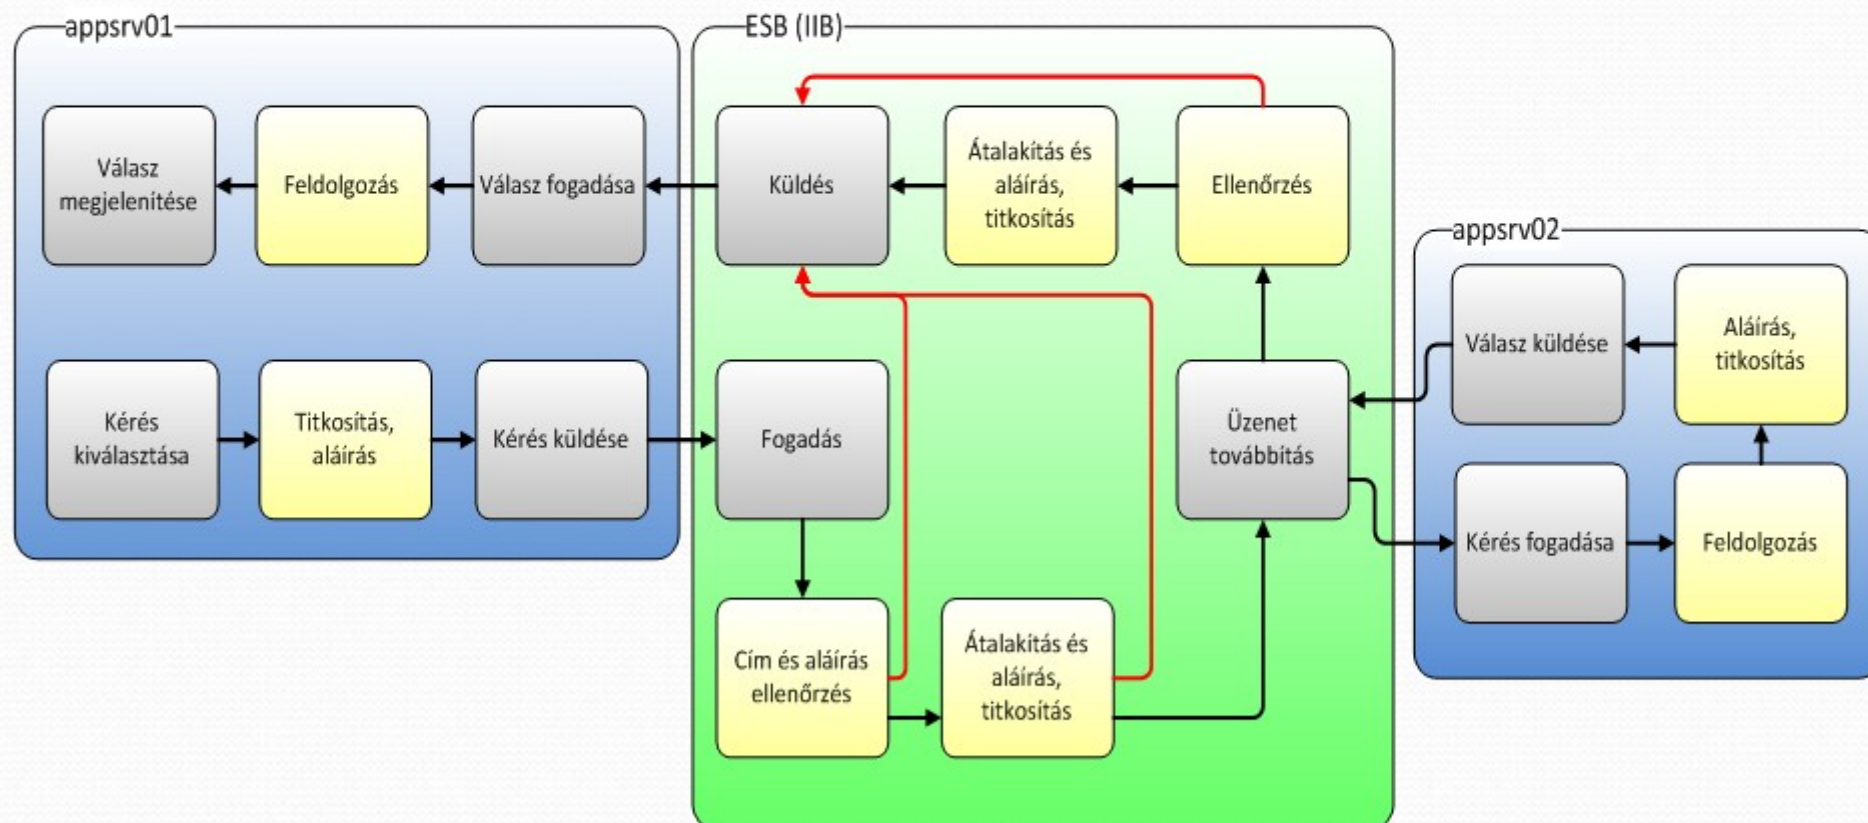 appsrv01
Válasz
megjelenítése
Feldolgozás
Válasz fogadása
Kérés
kiválasztása
Titkosítás,
aláírás
Kérés küldése
ESB (IIB)
Küldés
Átalakítás és
aláírás,
titkosítás
Ellenőrzés
Fogadás
Üzenet
továbbítás
Cím és aláírás
ellenőrzés
Átalakítás és
aláírás,
titkosítás
appsrv02
Válasz küldése
Aláírás,
titkosítás
Kérés fogadása
Feldolgozás